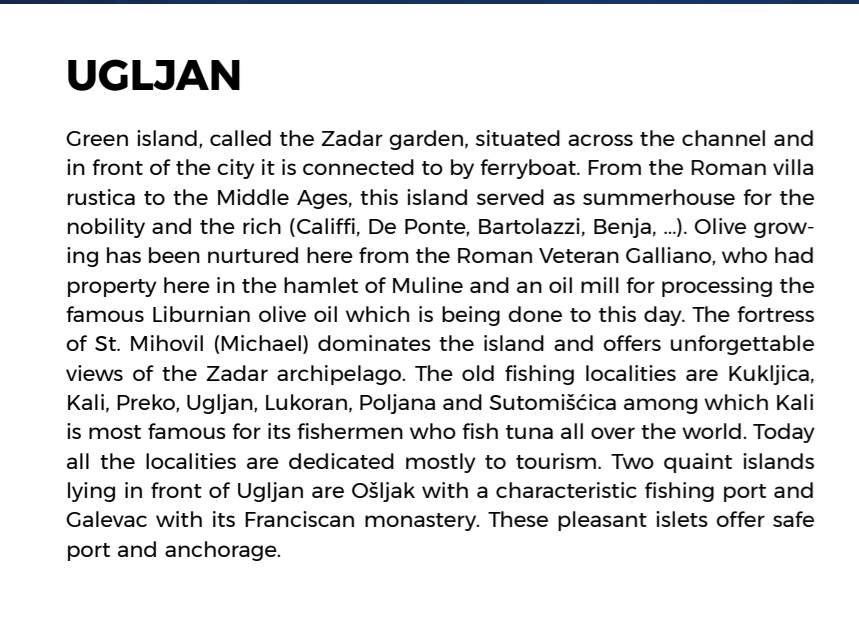 UGLJAN
Green island, called the Zadar garden, situated across the channel and
in front of the city it is connected to by ferryboat. From the Roman villa
rustica to the Middle Ages, this island served as summerhouse for the
nobility and the rich (Califfi, De Ponte, Bartolazzi, Benja, ...). Olive grow-
ing has been nurtured here from the Roman Veteran Galliano, who had
property here in the hamlet of Muline and an oil mill for processing the
famous Liburnian olive oil which is being done to this day. The fortress
of St. Mihovil (Michael) dominates the island and offers unforgettable
views of the Zadar archipelago. The old fishing localities are Kukljica,
Kali, Preko, Ugljan, Lukoran, Poljana and Sutomišćica among which Kali
is most famous for its fishermen who fish tuna all over the world. Today
all the localities are dedicated mostly to tourism. Two quaint islands
lying in front of Ugljan are Ošljak with a characteristic fishing port and
Galevac with its Franciscan monastery. These pleasant islets offer safe
port and anchorage.